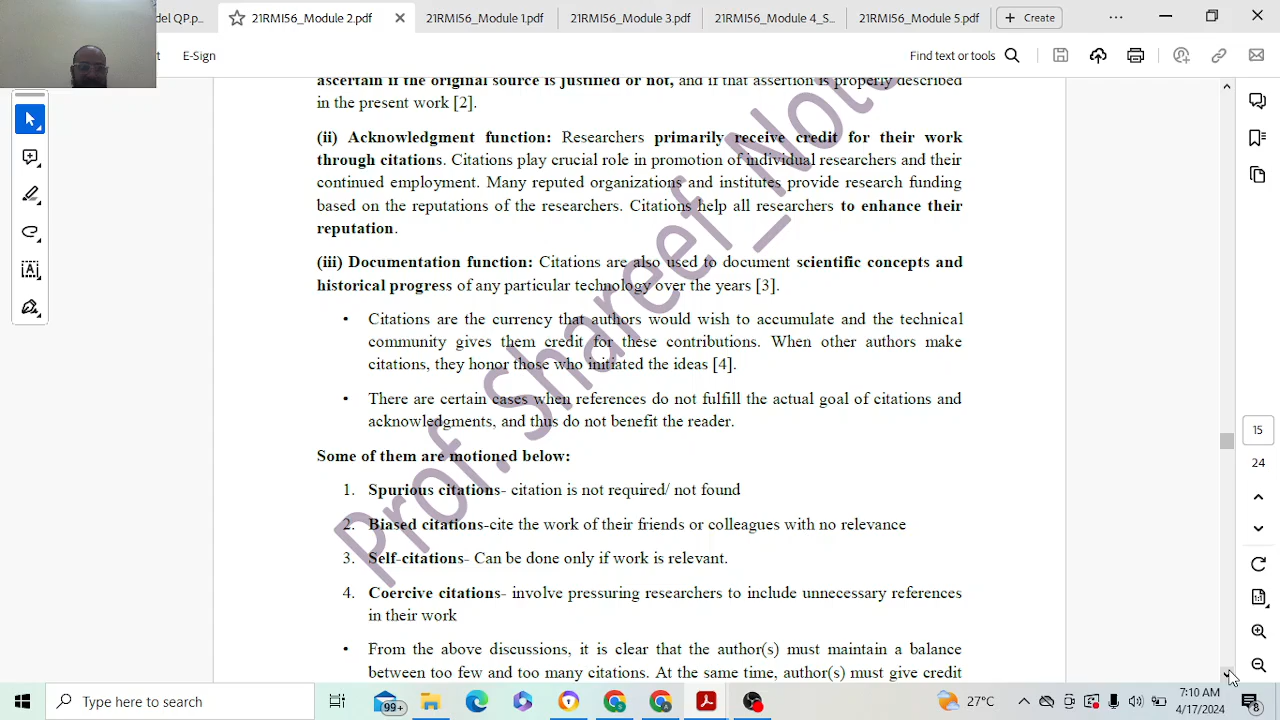 del QP.p...
21RMI56_Module 2.pdf
21RMI56_Module 1.pdf
21RMI56_Module 3.pdf
21RMI56_Module 4_S...
21RMI56_Module 5.pdf
Create
E-Sign
Find text or tools
ascertain if the original source is justified or not, and if that assertion is properly described
in the present work [2].
(ii) Acknowledgment function: Researchers primarily receive credit for their work
through citations. Citations play crucial role in promotion of individual researchers and their
continued employment. Many reputed organizations and institutes provide research funding
based on the reputations of the researchers. Citations help all researchers to enhance their
reputation.
(iii) Documentation function: Citations are also used to document scientific concepts and
historical progress of any particular technology over the years [3].
• Citations are the currency that authors would wish to accumulate and the technical
community gives them credit for these contributions. When other authors make
citations, they honor those who initiated the ideas [4].
• There are certain cases when references do not fulfill the actual goal of citations and
acknowledgments, and thus do not benefit the reader.
Some of them are motioned below:
1. Spurious citations- citation is not required/ not found
2. Biased citations-cite the work of their friends or colleagues with no relevance
3. Self-citations- Can be done only if work is relevant.
4. Coercive citations- involve pressuring researchers to include unnecessary references
in their work
• From the above discussions, it is clear that the author(s) must maintain a balance
between too few and too many citations. At the same time, author(s) must give credit
Prof. Shareef_Not
15
24
Type here to search
99+
27°C
7:10 AM
4/17/2024
8